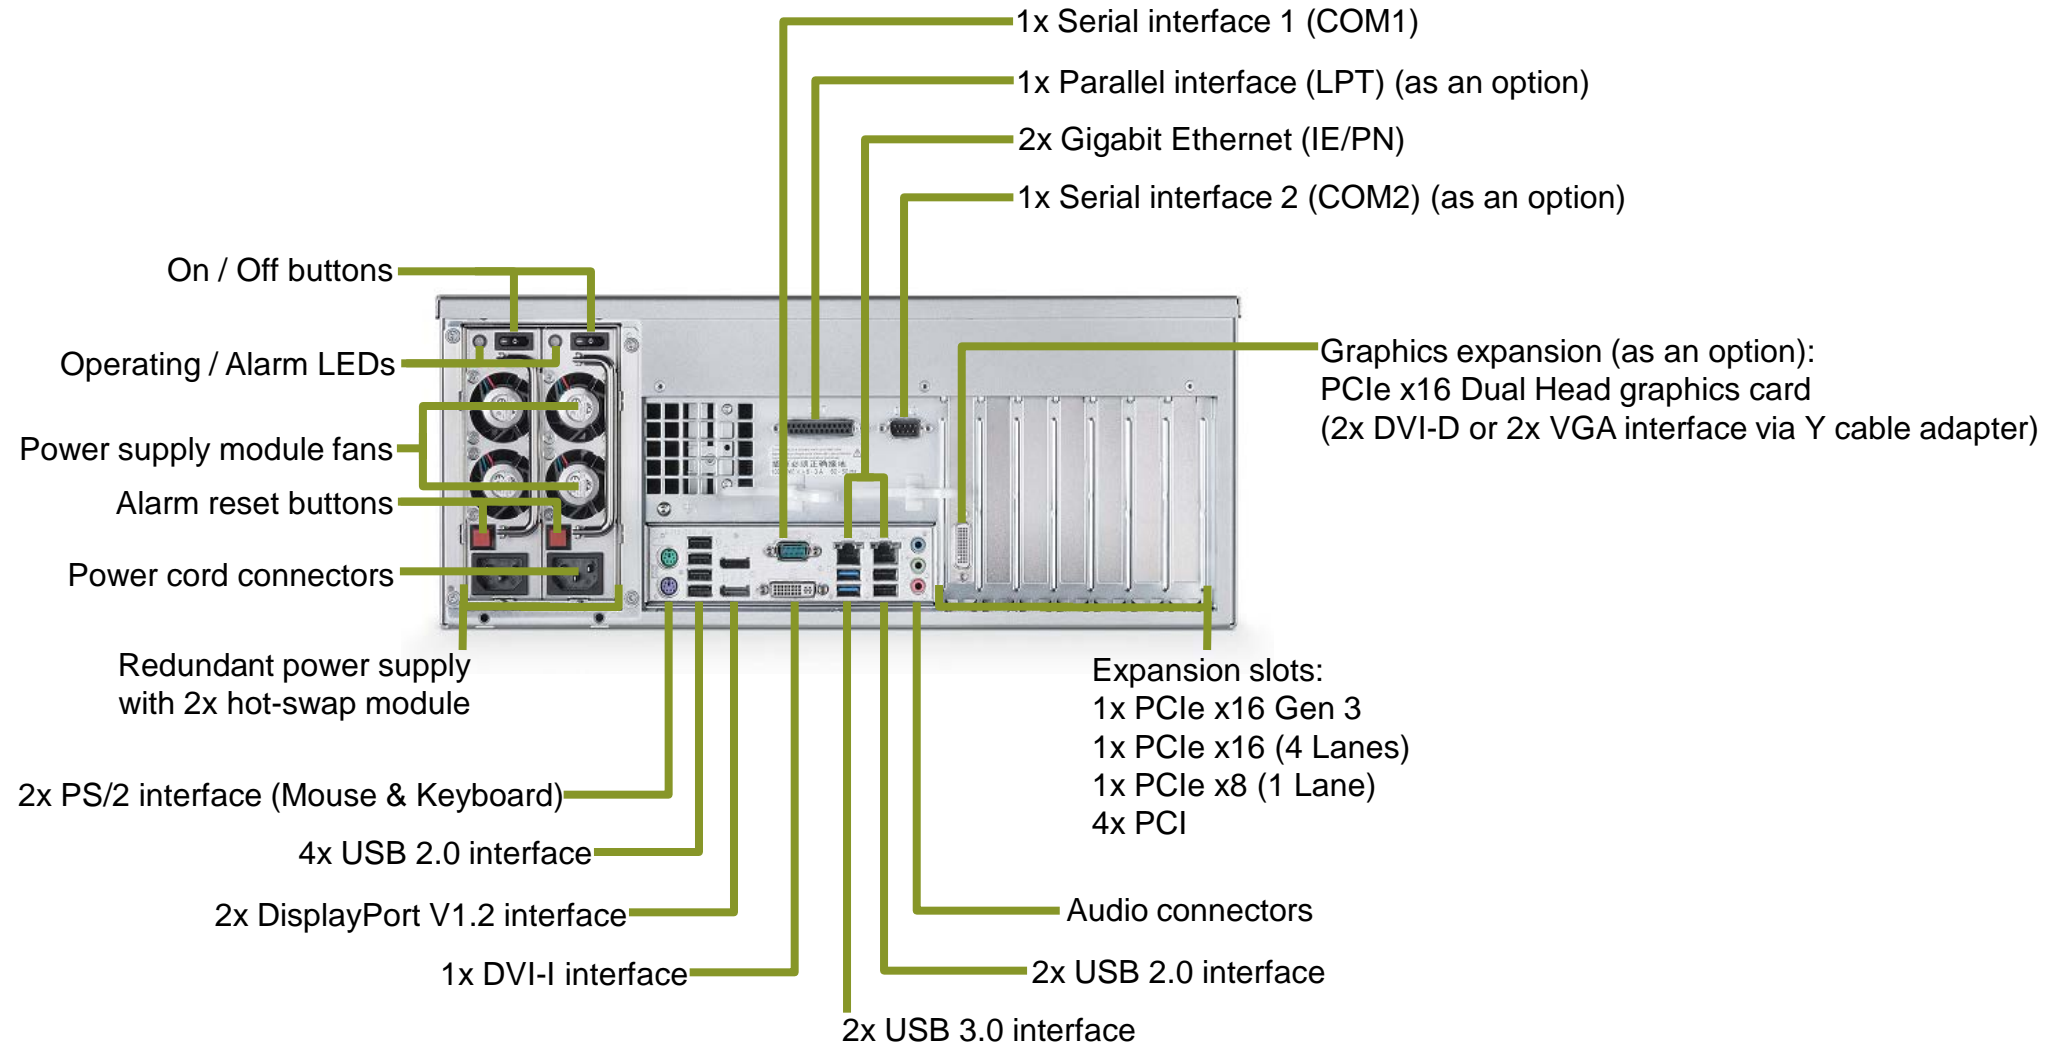 1x Serial interface 1 (COM1)
1x Parallel interface (LPT) (as an option)
2x Gigabit Ethernet (IE/PN)
1x Serial interface 2 (COM2) (as an option)
On / Off buttons
Operating / Alarm LEDs
Power supply module fans
Alarm reset buttons
Power cord connectors
Redundant power supply
with 2x hot-swap module
2x PS/2 interface (Mouse & Keyboard)
4x USB 2.0 interface
2x DisplayPort V1.2 interface
1x DVI-I interface
2x USB 3.0 interface
2x USB 2.0 interface
Audio connectors
Expansion slots:
1x PCIe x16 Gen 3
1x PCIe x16 (4 Lanes)
1x PCIe x8 (1 Lane)
4x PCI
Graphics expansion (as an option):
PCIe x16 Dual Head graphics card
(2x DVI-D or 2x VGA interface via Y cable adapter)
必须正确接地